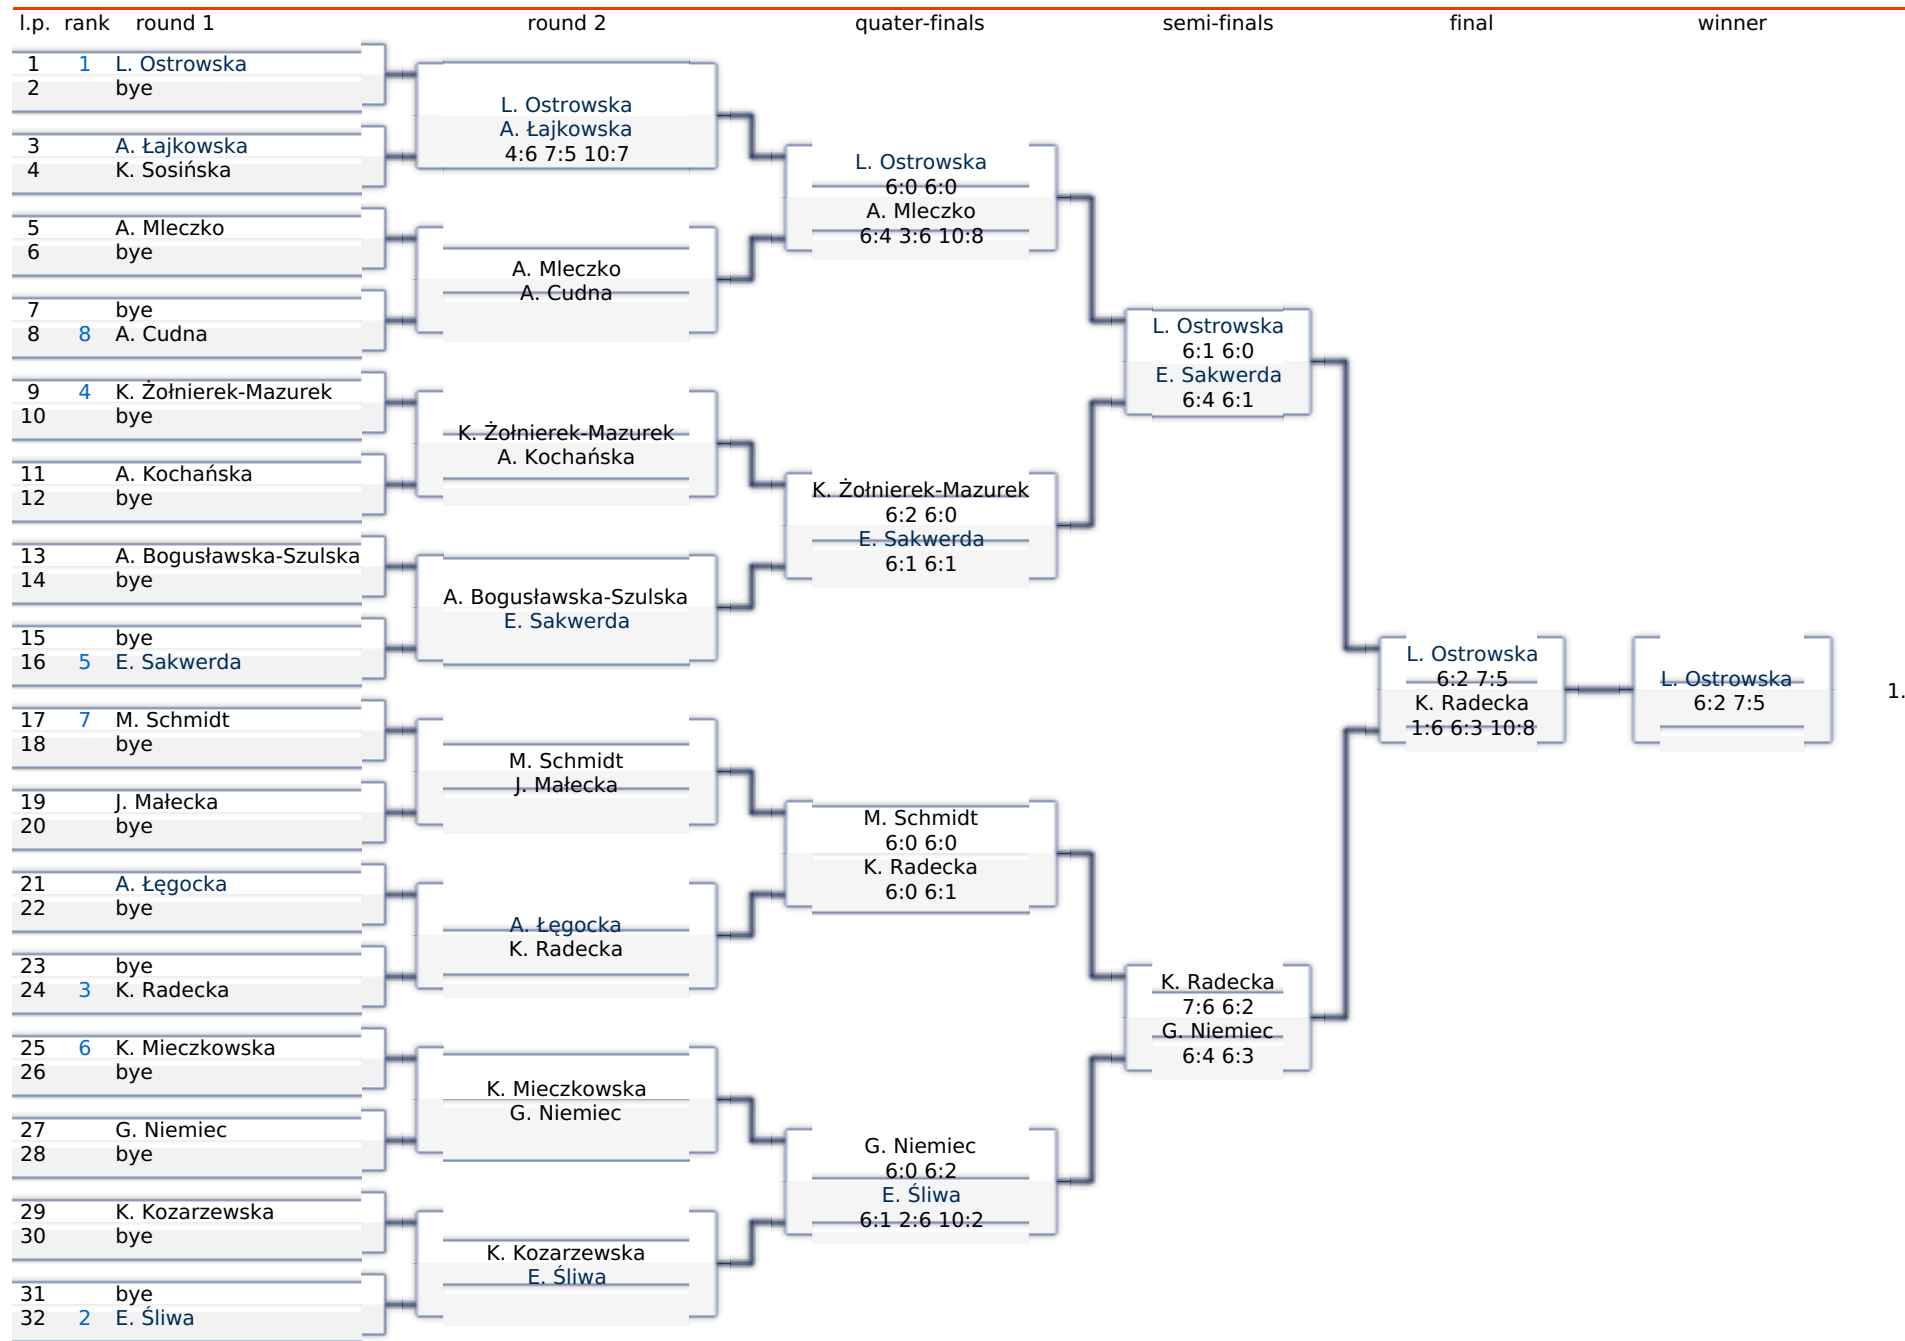 l.p. rank round 1 round 2 quater-finals semi-finals final winner
1 1 L. Ostrowska
2 bye
3 A. Łajkowska
4 K. Sosińska
5 A. Mleczko
6 bye
7 bye
8 8 A. Cudna
9 4 K. Żołnierek-Mazurek
10 bye
11 A. Kochańska
12 bye
13 A. Bogusławska-Szulska
14 bye
15 bye
16 5 E. Sakwerda
17 7 M. Schmidt
18 bye
19 J. Małecka
20 bye
21 A. Łęgocka
22 bye
23 bye
24 3 K. Radecka
25 6 K. Mieczkowska
26 bye
27 G. Niemiec
28 bye
29 K. Kozarzewska
30 bye
31 bye
32 2 E. Śliwa
L. Ostrowska
A. Łajkowska
4:6 7:5 10:7
A. Mleczko
A. Cudna
K. Żołnierek-Mazurek
A. Kochańska
A. Bogusławska-Szulska
E. Sakwerda
M. Schmidt
J. Małecka
A. Łęgocka
K. Radecka
K. Mieczkowska
G. Niemiec
K. Kozarzewska
E. Śliwa
L. Ostrowska
6:0 6:0
A. Mleczko
6:4 3:6 10:8
K. Żołnierek-Mazurek
6:2 6:0
E. Sakwerda
6:1 6:1
M. Schmidt
6:0 6:0
K. Radecka
6:0 6:1
G. Niemiec
6:0 6:2
E. Śliwa
6:1 2:6 10:2
L. Ostrowska
6:1 6:0
E. Sakwerda
6:4 6:1
K. Radecka
7:6 6:2
G. Niemiec
6:4 6:3
L. Ostrowska
6:2 7:5
K. Radecka
1:6 6:3 10:8
L. Ostrowska
6:2 7:5
1.